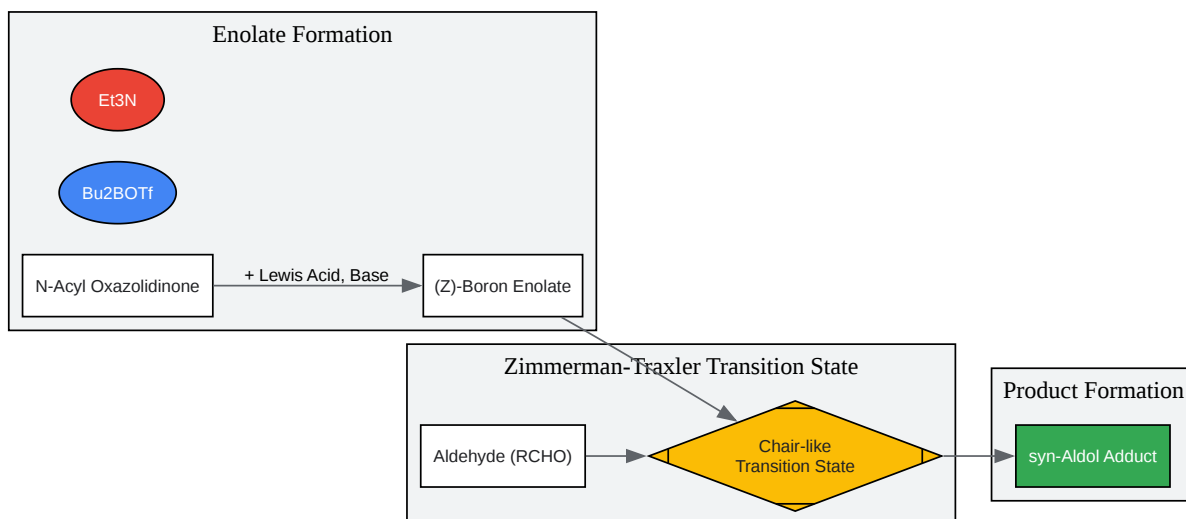 Enolate Formation
Et3N
Bu2BOTf
N-Acyl Oxazolidinone
+ Lewis Acid, Base
(Z)-Boron Enolate
Zimmerman-Traxler Transition State
Aldehyde (RCHO)
Chair-like
Transition State
Product Formation
syn-Aldol Adduct